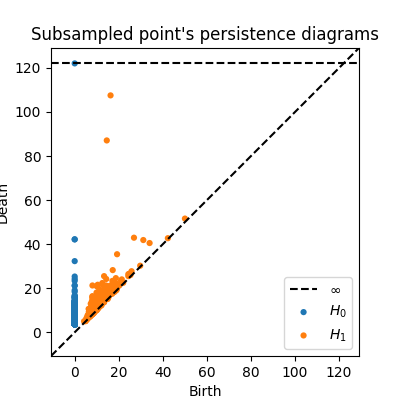 Subsampled point's persistence diagrams
120
100
80
60
40
20
0
Death
0 20 40 60 80 100 120
Birth
∞
H₀
H₁